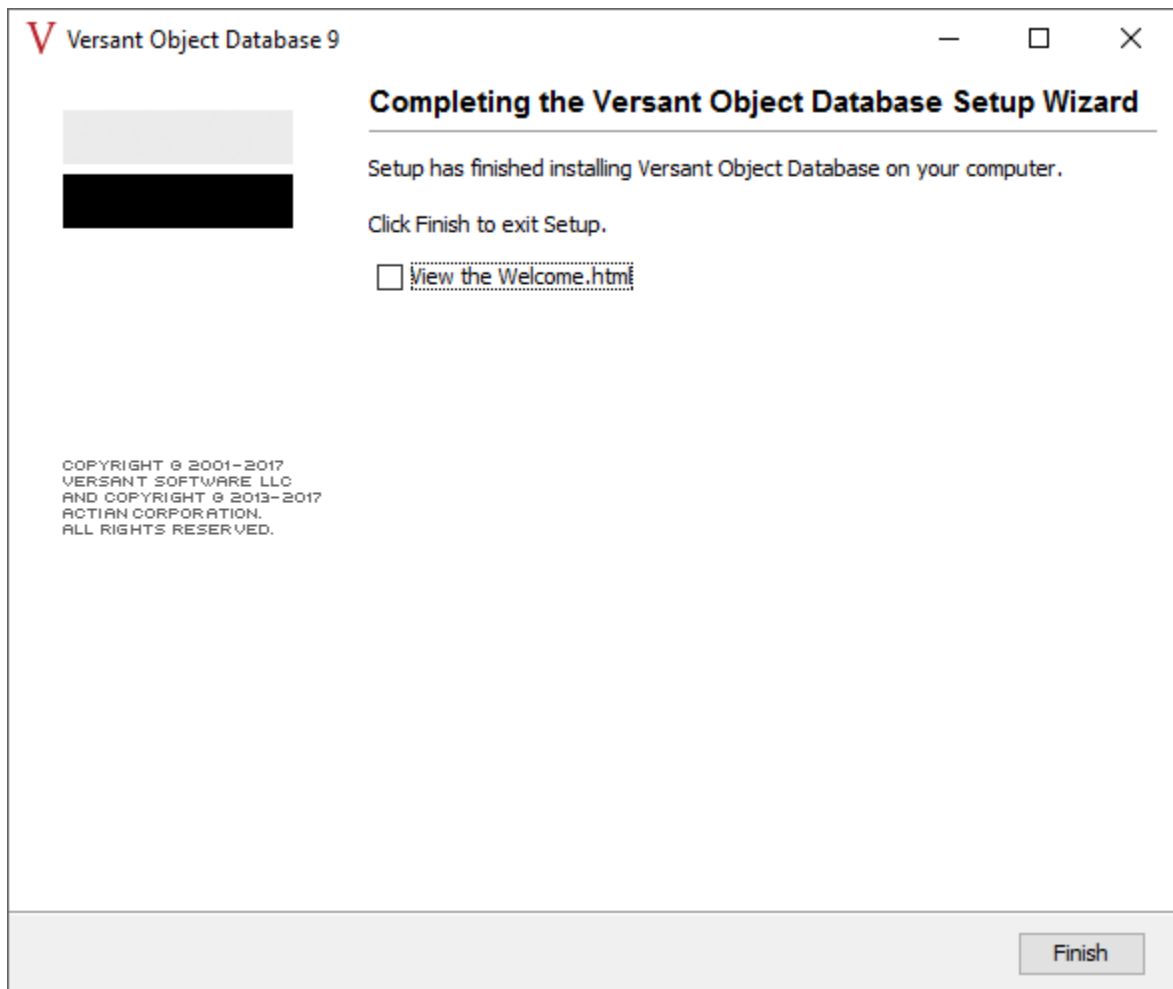 V Versant Object Database 9
Completing the Versant Object Database Setup Wizard
Setup has finished installing Versant Object Database on your computer.
Click Finish to exit Setup.
View the Welcome.html
COPYRIGHT © 2001-2017
VERSANT SOFTWARE LLC
AND COPYRIGHT © 2013-2017
ACTIAN CORPORATION.
ALL RIGHTS RESERVED.
Finish